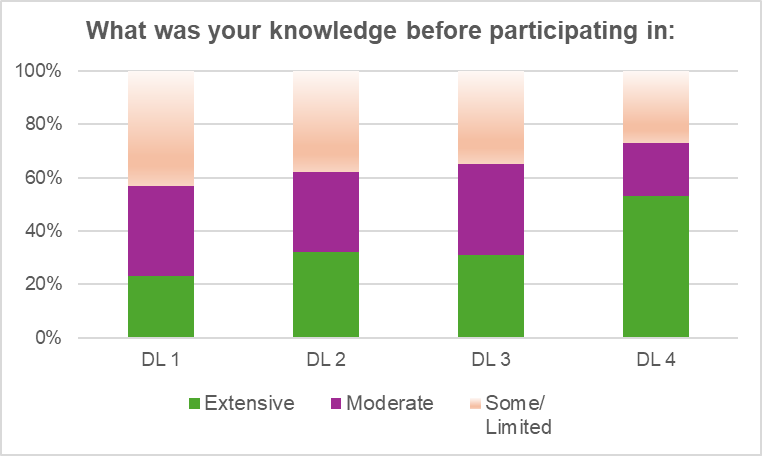 What was your knowledge before participating in:
100%
80%
60%
40%
20%
0%
DL 1 DL 2 DL 3 DL 4
Extensive Moderate Some/
Limited